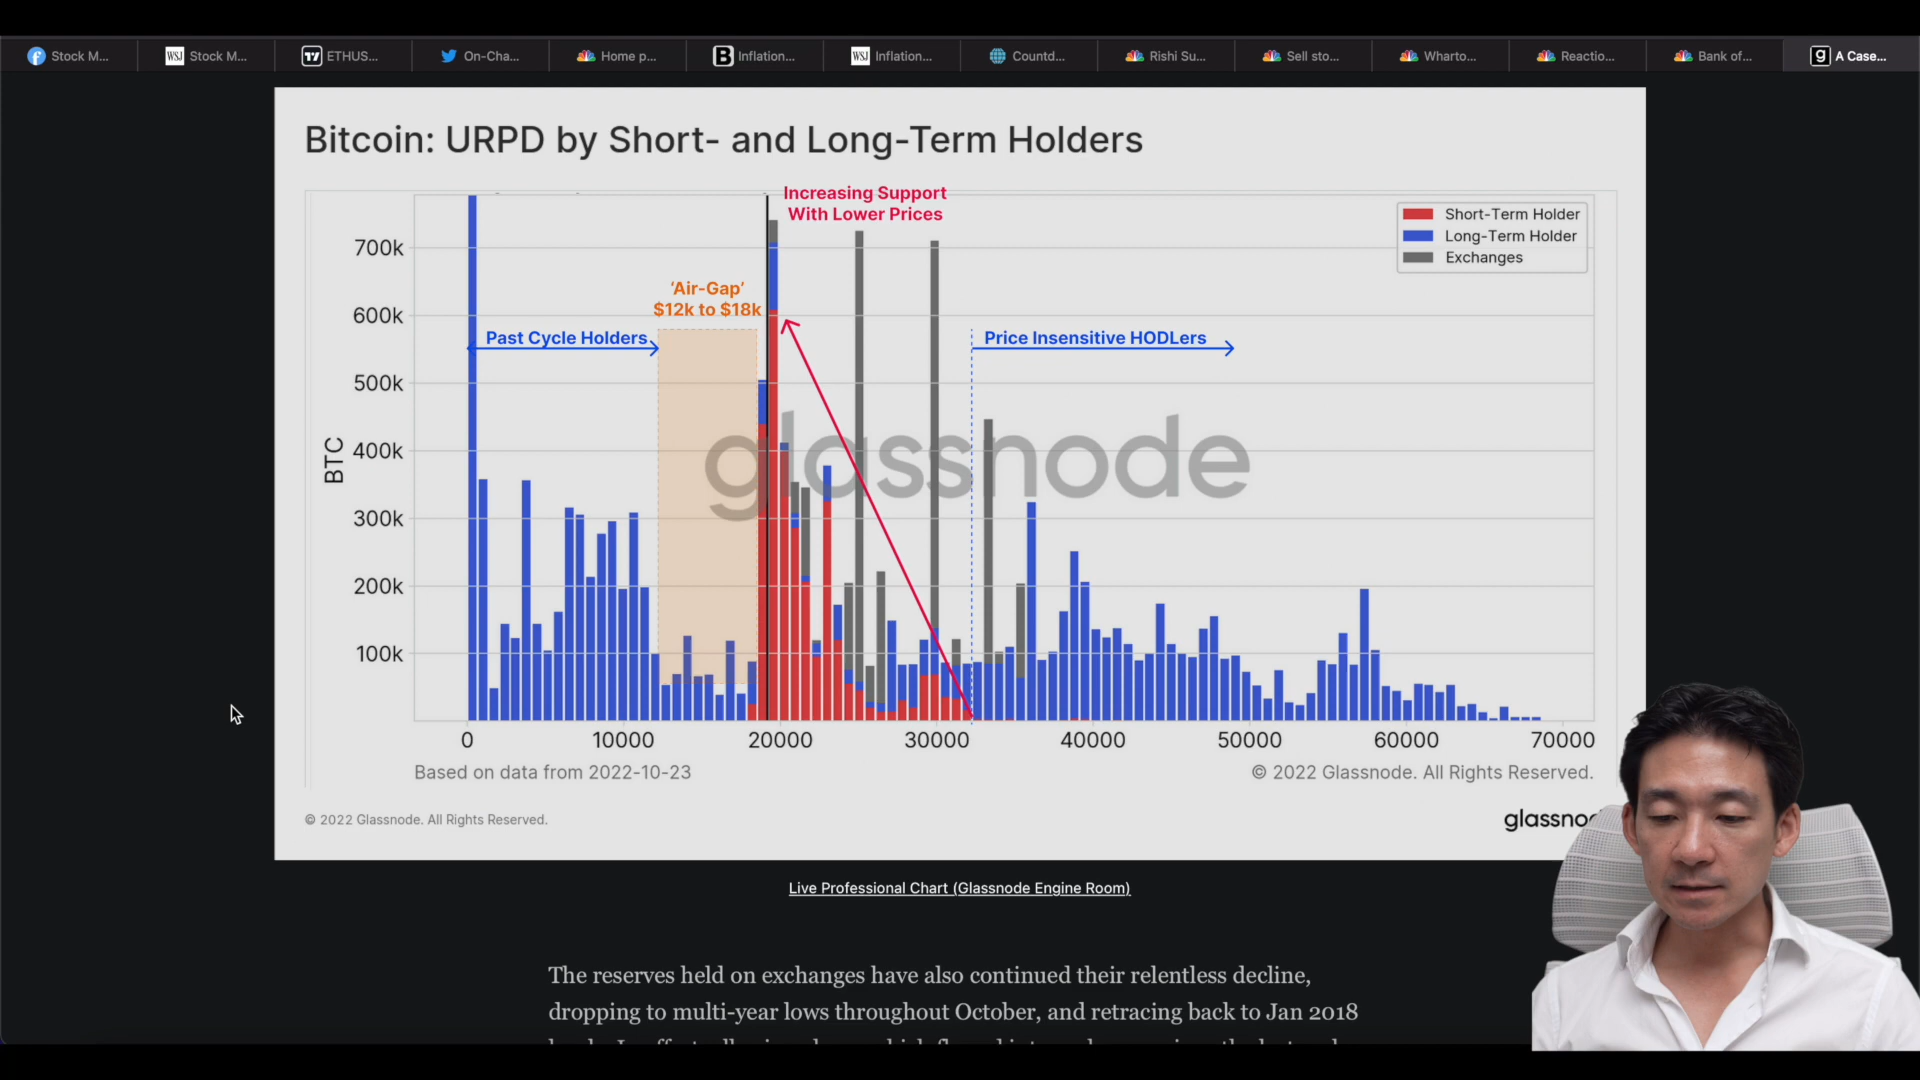 Stock M...
WSJ Stock M...
ETHUS...
On-Cha...
Home p...
B Inflation...
WSJ Inflation...
Countd...
Rishi Su...
Sell sto...
Wharto...
Reactio...
Bank of...
g A Case...
Bitcoin: URPD by Short- and Long-Term Holders
Increasing Support
With Lower Prices
Short-Term Holder
Long-Term Holder
Exchanges
‘Air-Gap’
$12k to $18k
Past Cycle Holders
Price Insensitive HODLers
glassnode
BTC
700k
600k
500k
400k
300k
200k
100k
0 10000 20000 30000 40000 50000 60000 70000
Based on data from 2022-10-23
© 2022 Glassnode. All Rights Reserved.
© 2022 Glassnode. All Rights Reserved.
glassno
Live Professional Chart (Glassnode Engine Room)
The reserves held on exchanges have also continued their relentless decline,
dropping to multi-year lows throughout October, and retracing back to Jan 2018